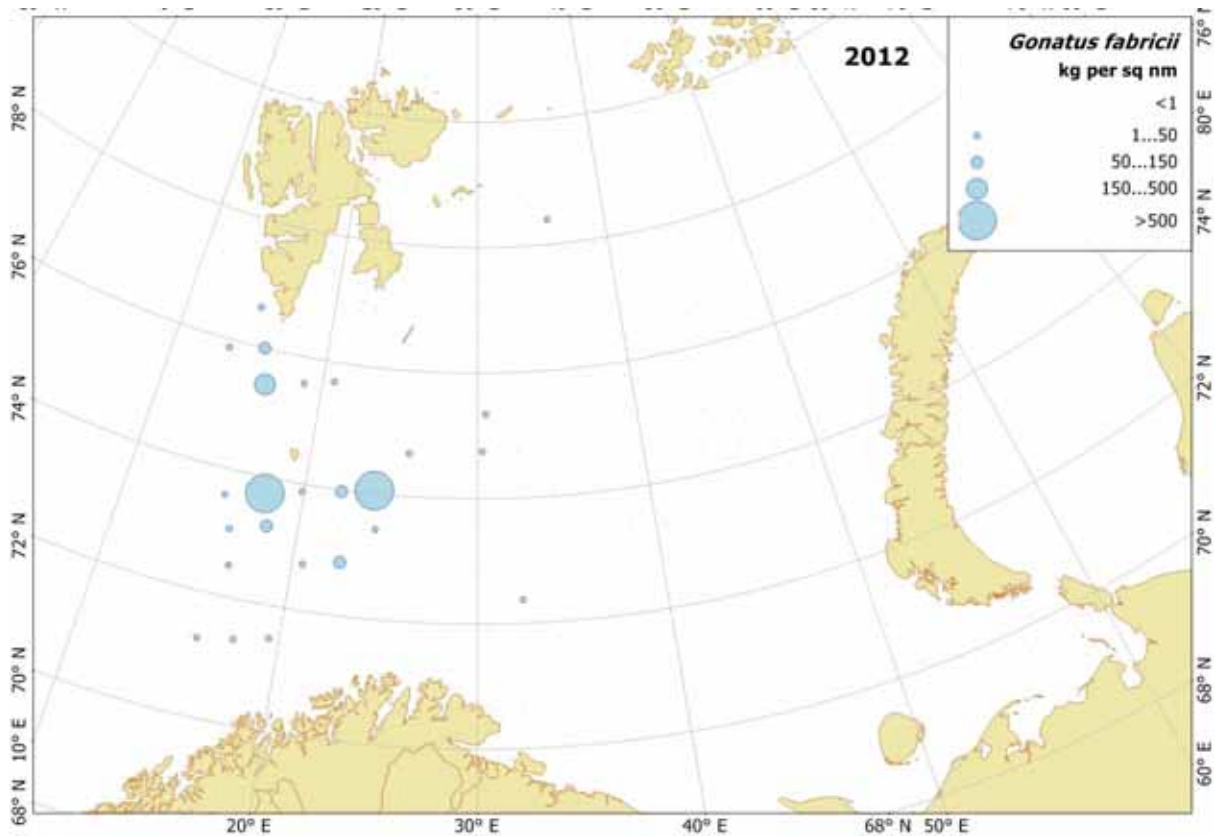 2012
Gonatus fabricii
kg per sq nm
<1
1...50
50...150
150...500
>500
78° N
76° N
74° N
72° N
70° N
10° E
68° N
76°
80° E
74° N
72° N
70° N
68° N
60° E
20° E
30° E
40° E
68° N
50° E